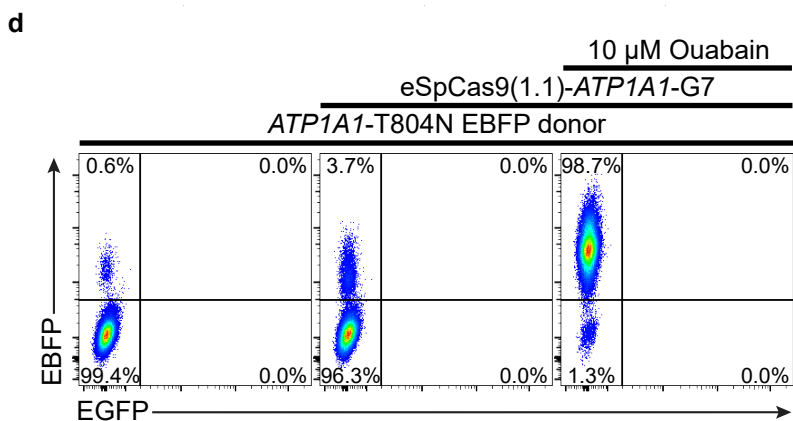 d
10 µM Ouabain
eSpCas9(1.1)-ATP1A1-G7
ATP1A1-T804N EBFP donor
0.6% 0.0% 3.7% 0.0% 98.7% 0.0%
EBFP
99.4% 0.0% 96.3% 0.0% 1.3% 0.0%
EGFP